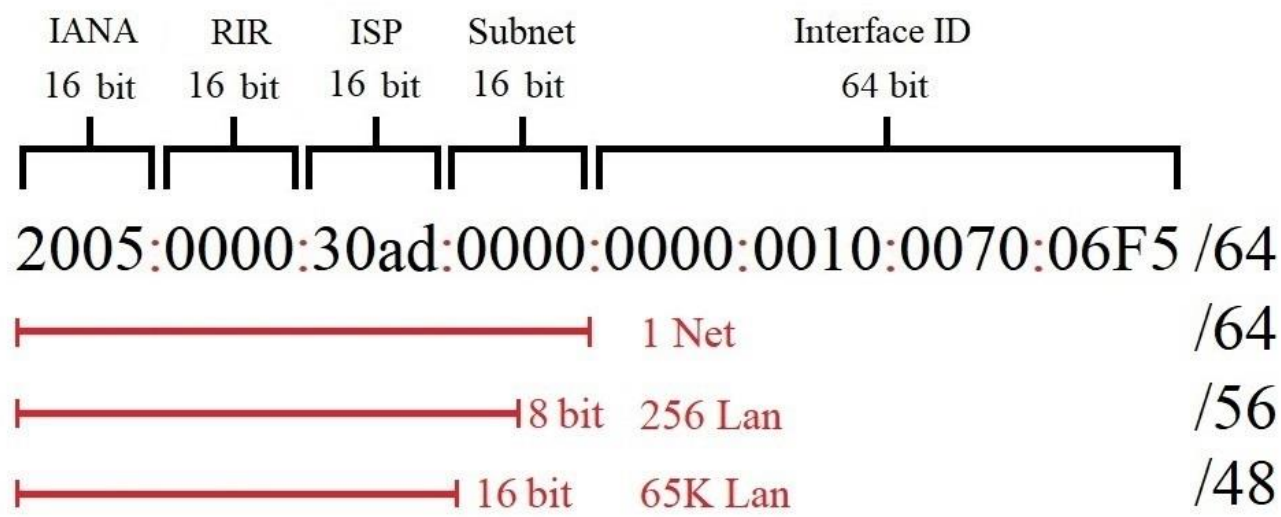 IANA RIR ISP Subnet Interface ID
16 bit 16 bit 16 bit 16 bit 64 bit
2005:0000:30ad:0000:0000:0010:0070:06F5 /64
1 Net /64
8 bit 256 Lan /56
16 bit 65K Lan /48